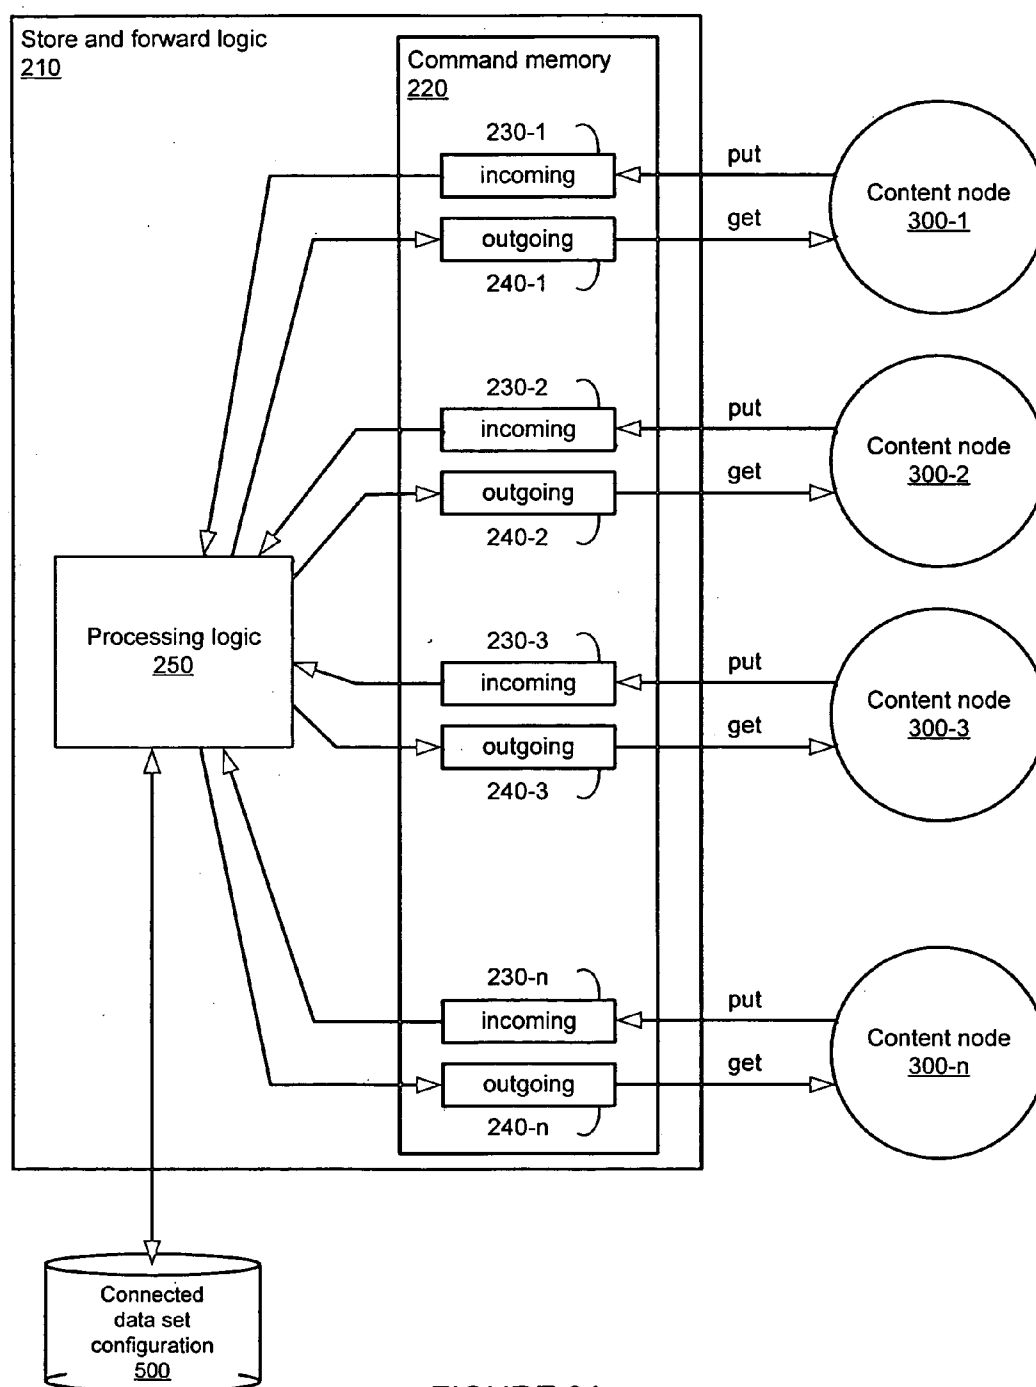 Store and forward logic
210
Command memory
220
230-1
incoming
put
outgoing
get
240-1
Content node
300-1
230-2
incoming
put
outgoing
get
240-2
Content node
300-2
Processing logic
250
230-3
incoming
put
outgoing
get
240-3
Content node
300-3
230-n
incoming
put
outgoing
get
240-n
Content node
300-n
Connected
data set
configuration
500